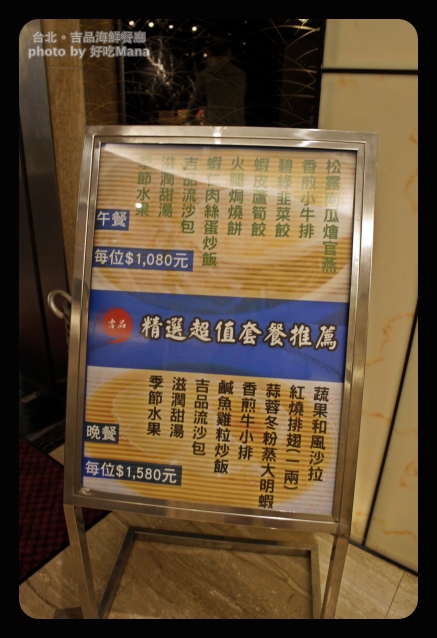 台北。吉品海鮮餐廳
photo by 好吃Mana
松露南瓜燴官燕
香煎小牛排
碧綠韭菜餃
蝦皮蘆筍餃
火腿焗燒餅
蝦仁肉絲蛋炒飯
吉品流沙包
滋潤甜湯
季節水果
午餐
每位$1,080元
吉品
精選超值套餐推薦
蔬果和風沙拉
紅燒排翅(二兩)
蒜蓉冬粉蒸大明蝦
香煎牛小排
鹹魚雞粒炒飯
吉品流沙包
滋潤甜湯
季節水果
晚餐
每位$1,580元